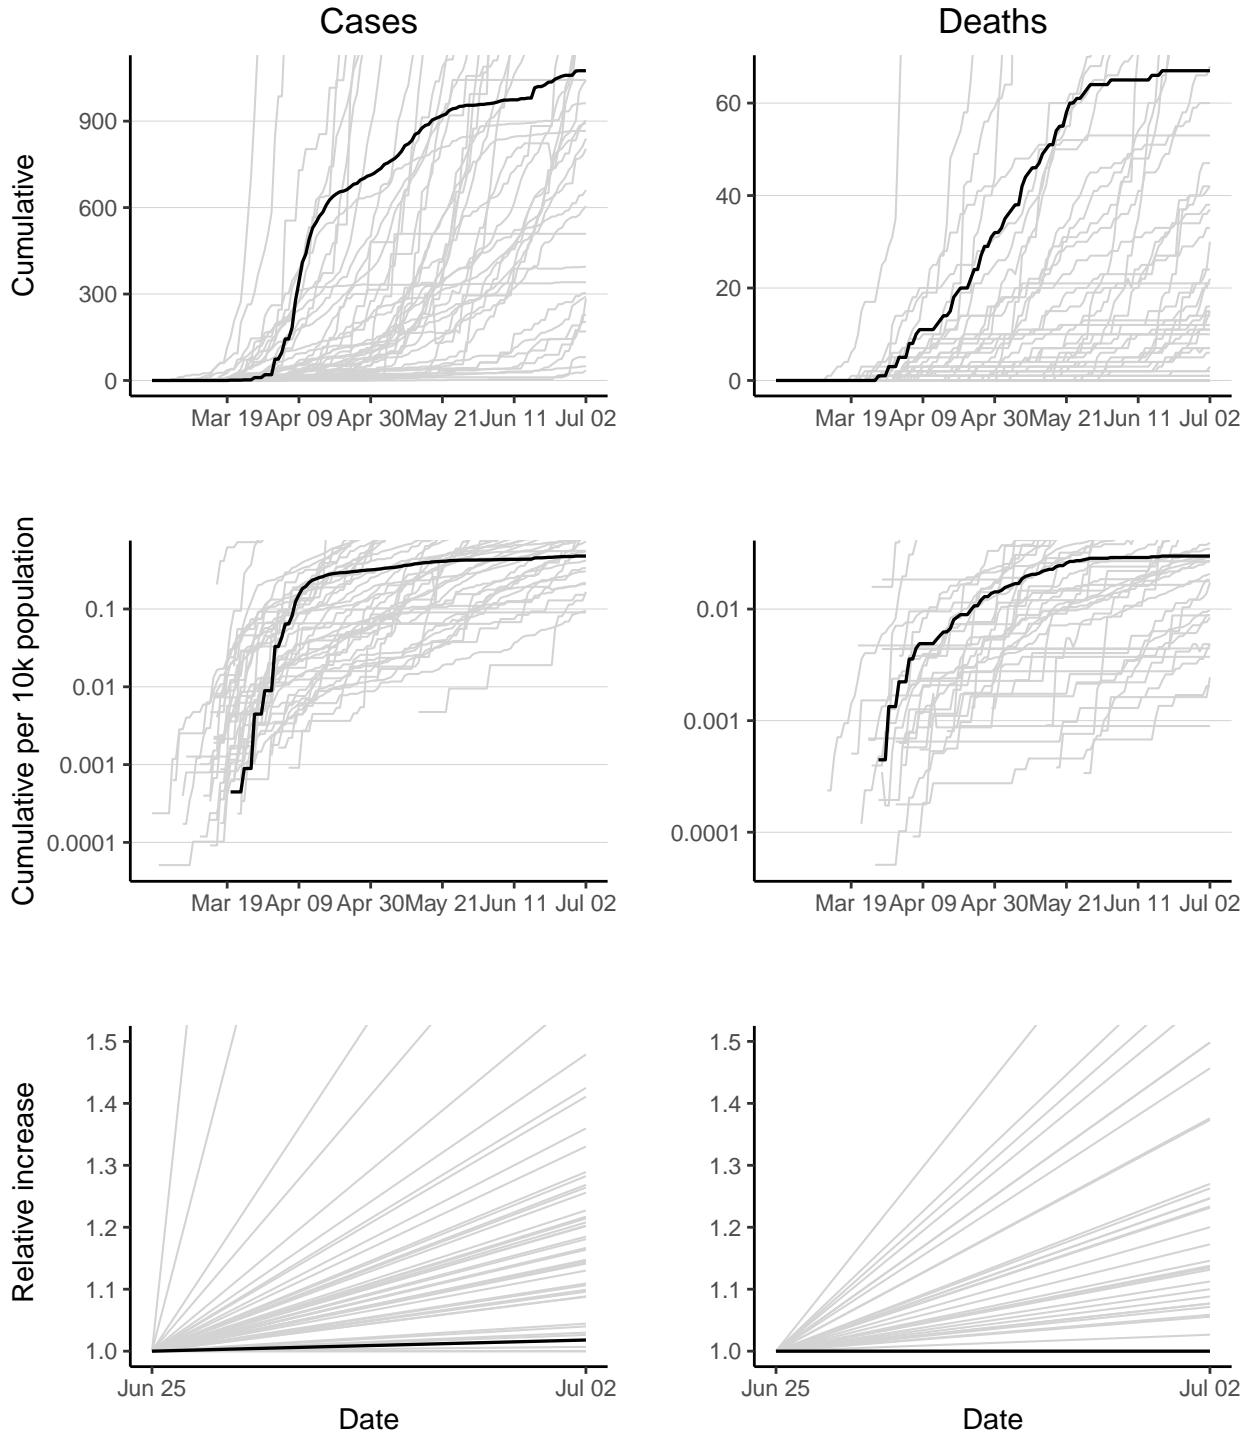 Cases
Deaths
Cumulative
900
600
300
0
Mar 19 Apr 09 Apr 30 May 21 Jun 11 Jul 02
60
40
20
0
Mar 19 Apr 09 Apr 30 May 21 Jun 11 Jul 02
Cumulative per 10k population
0.1
0.01
0.001
0.0001
Mar 19 Apr 09 Apr 30 May 21 Jun 11 Jul 02
0.01
0.001
0.0001
Mar 19 Apr 09 Apr 30 May 21 Jun 11 Jul 02
Relative increase
1.5
1.4
1.3
1.2
1.1
1.0
Jun 25 Jul 02
Date
1.5
1.4
1.3
1.2
1.1
1.0
Jun 25 Jul 02
Date